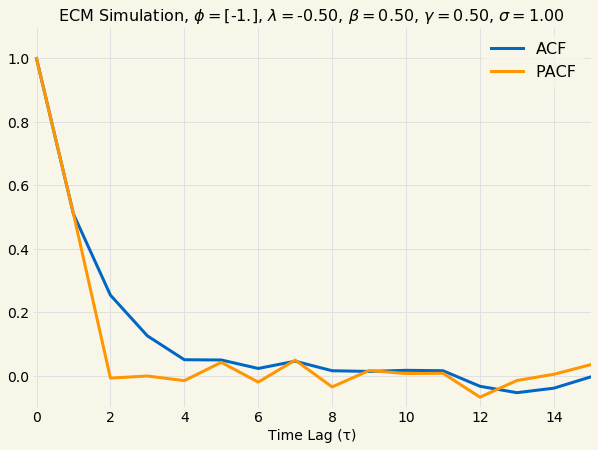 ECM Simulation, ϕ = [-1.], λ = -0.50, β = 0.50, γ = 0.50, σ = 1.00
ACF
PACF
1.0
0.8
0.6
0.4
0.2
0.0
0 2 4 6 8 10 12 14
Time Lag (τ)